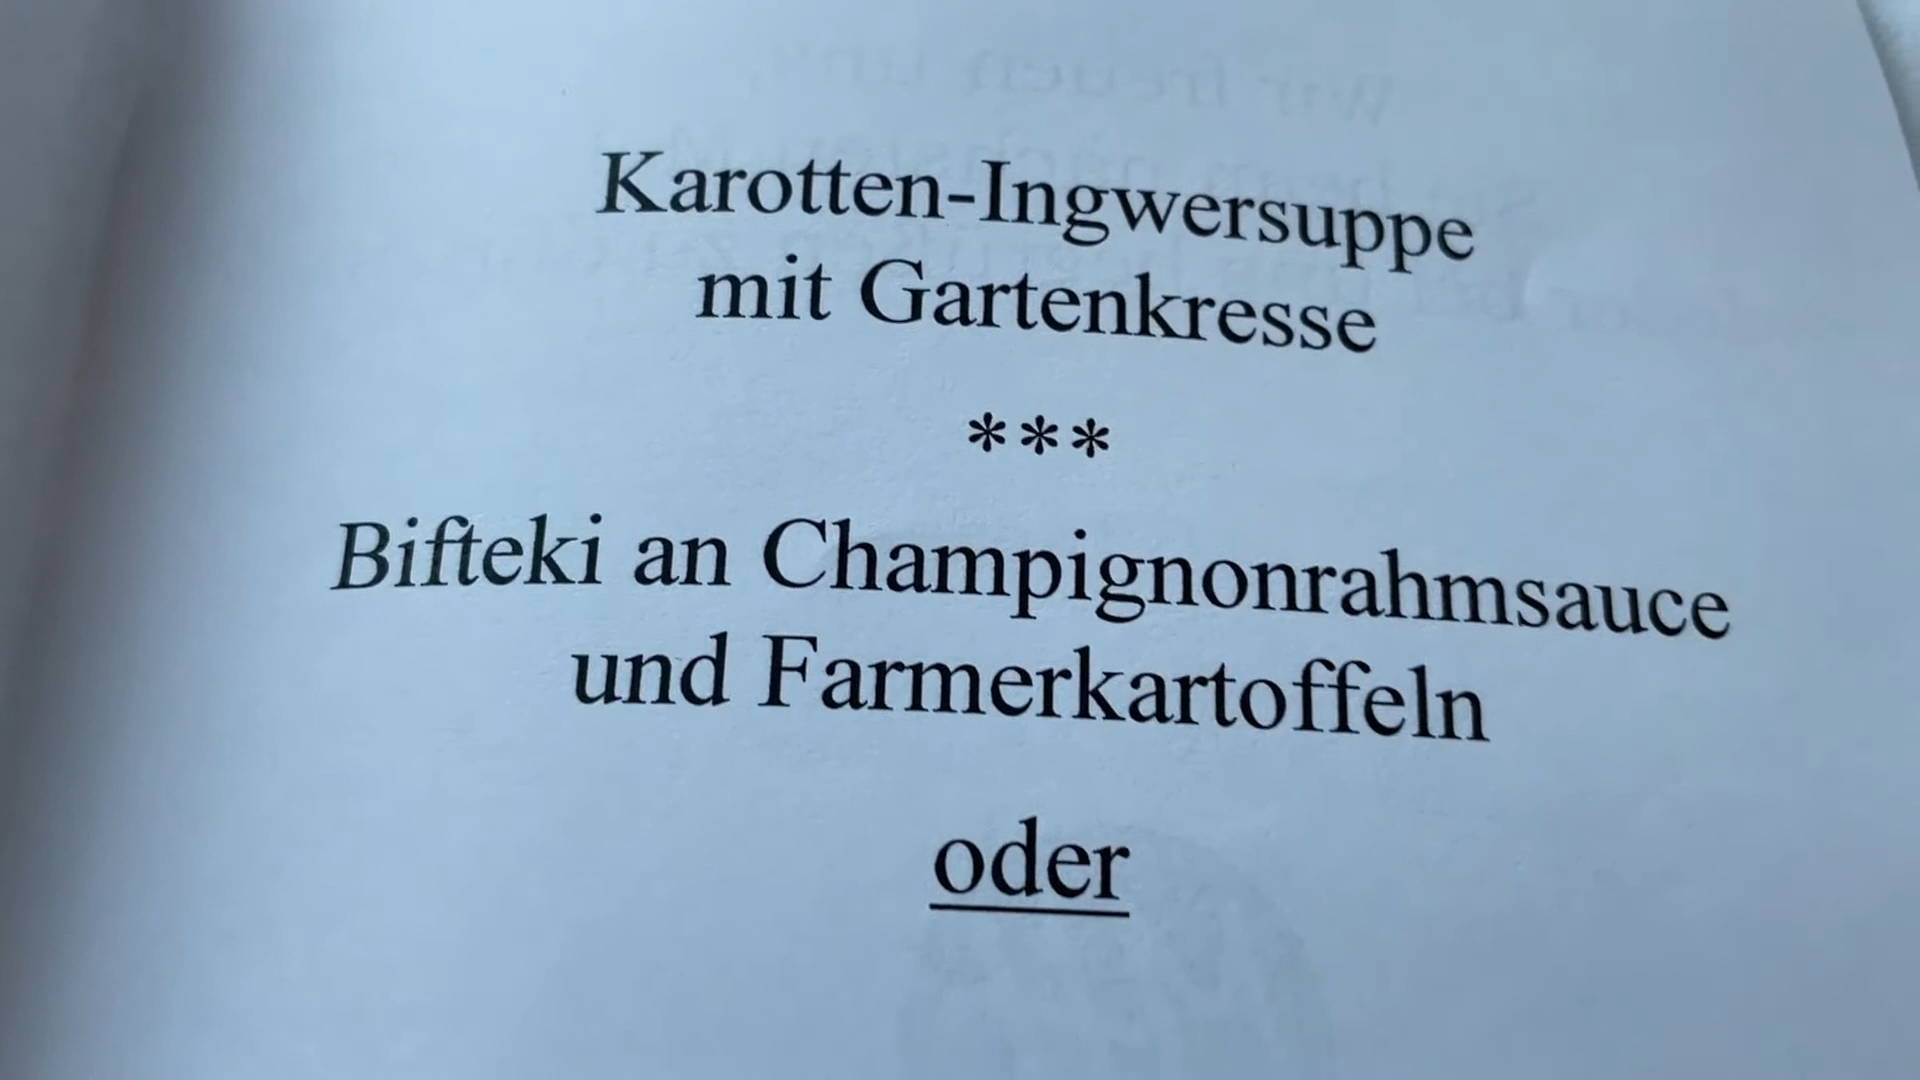 Karotten-Ingwersuppe
mit Gartenkresse
***
Bifteki an Champignonrahmsauce
und Farmerkartoffeln
oder